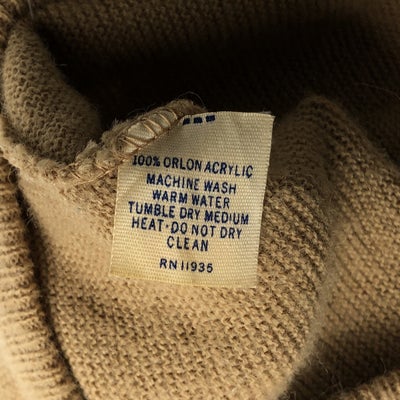 100% ORLON ACRYLIC
MACHINE WASH
WARM WATER
TUMBLE DRY MEDIUM
HEAT · DO NOT DRY
CLEAN
RN 11935